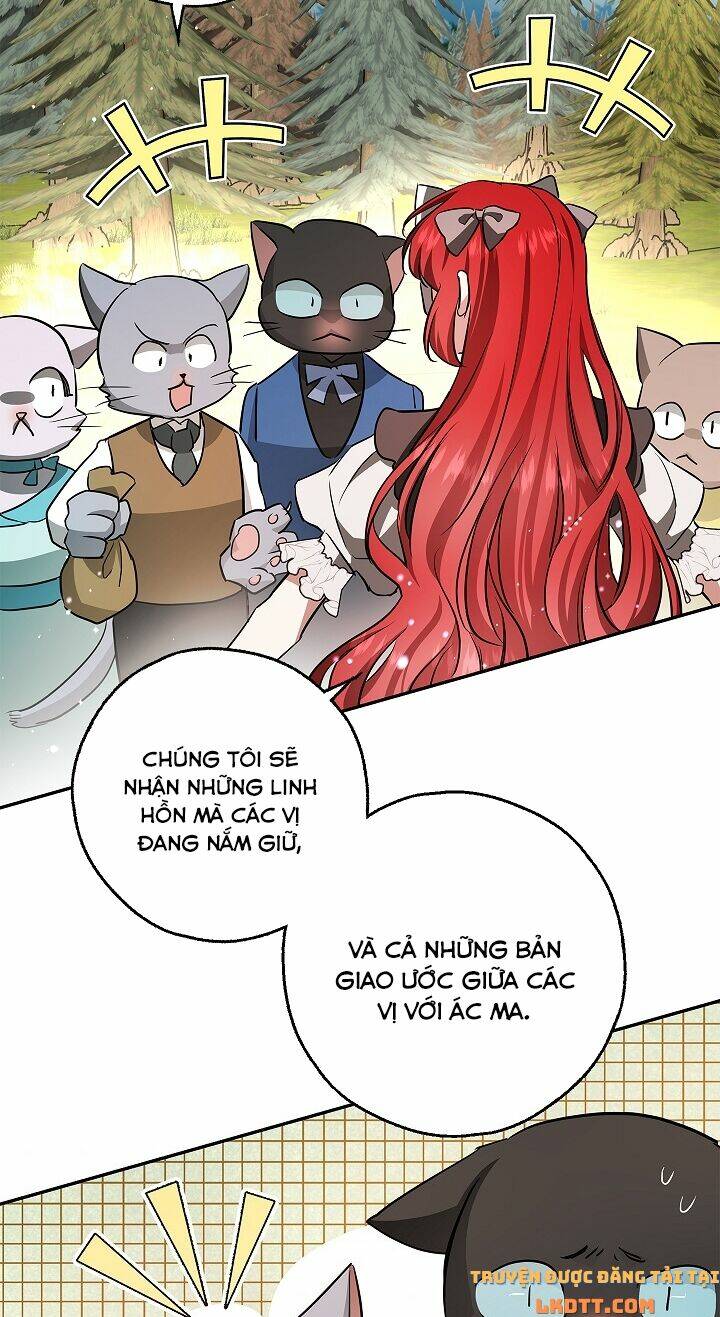 CHÚNG TÔI SẼ
NHẬN NHỮNG LINH
HỒN MÀ CÁC VỊ
ĐANG NẮM GIỮ,
VÀ CẢ NHỮNG BẢN
GIAO ƯỚC GIỮA CÁC
VỊ VỚI ÁC MA.
TRUYỆN ĐƯỢC ĐĂNG TẢI TẠI
LKDTT.COM